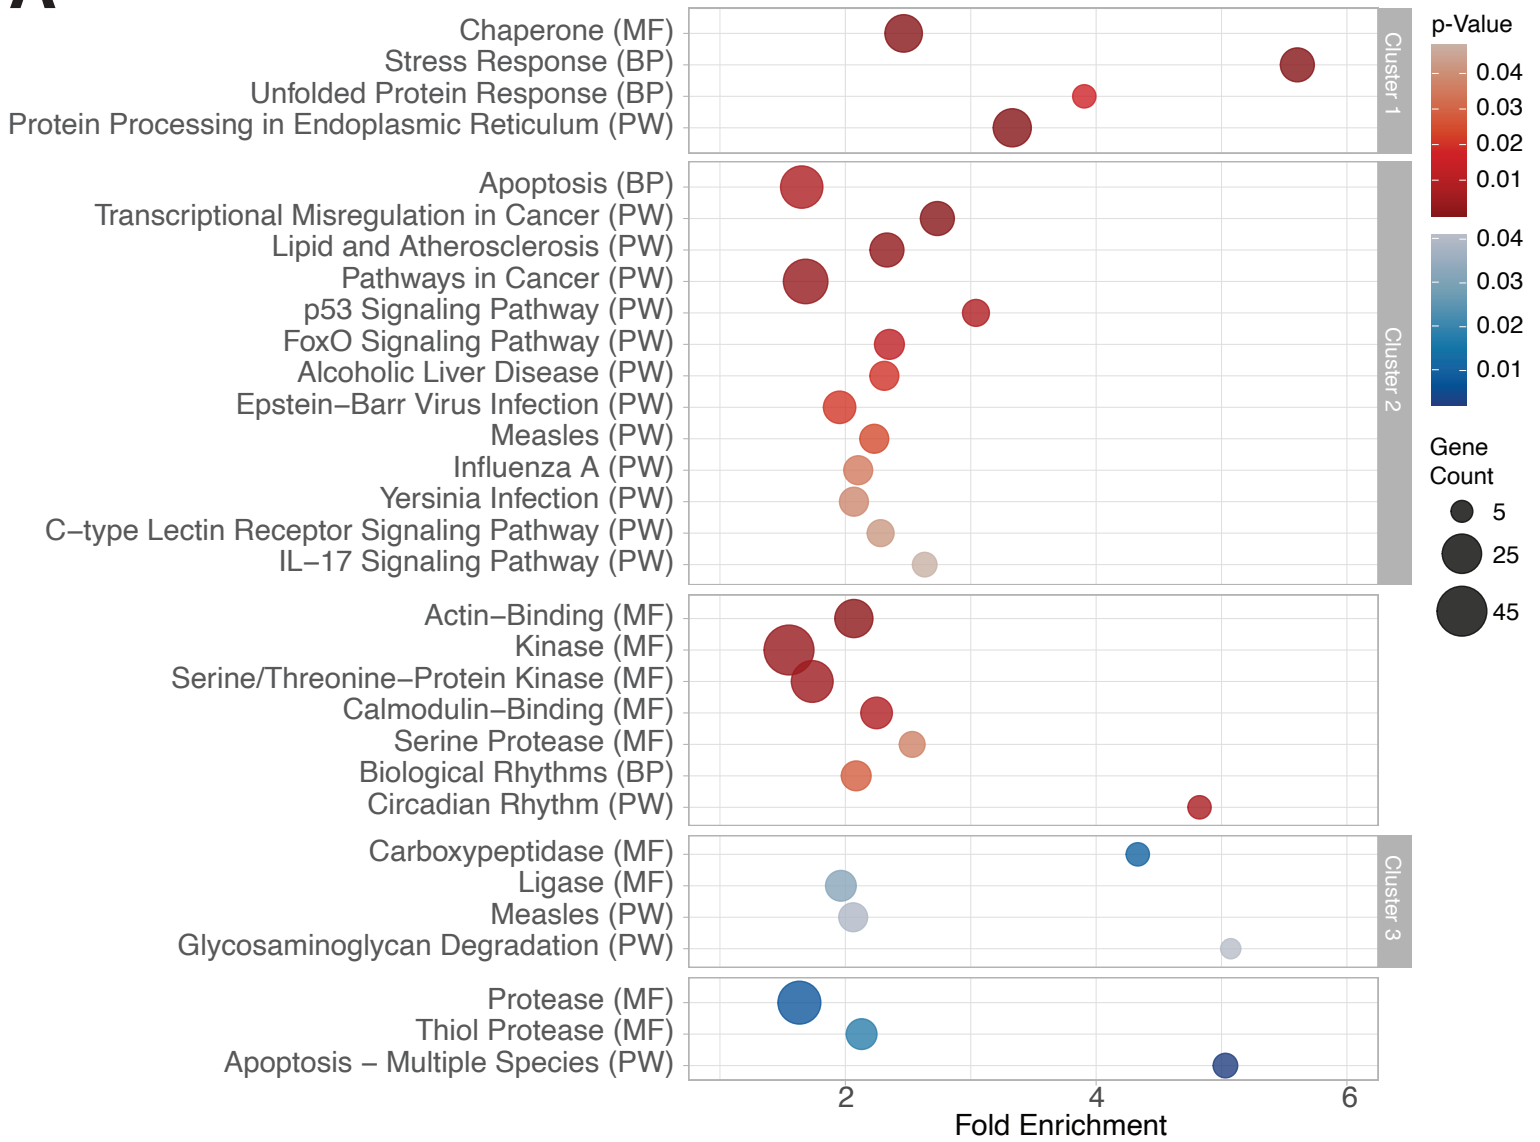 A
Chaperone (MF)
Stress Response (BP)
Unfolded Protein Response (BP)
Protein Processing in Endoplasmic Reticulum (PW)
Cluster 1
Apoptosis (BP)
Transcriptional Misregulation in Cancer (PW)
Lipid and Atherosclerosis (PW)
Pathways in Cancer (PW)
p53 Signaling Pathway (PW)
FoxO Signaling Pathway (PW)
Alcoholic Liver Disease (PW)
Epstein−Barr Virus Infection (PW)
Measles (PW)
Influenza A (PW)
Yersinia Infection (PW)
C−type Lectin Receptor Signaling Pathway (PW)
IL−17 Signaling Pathway (PW)
Cluster 2
Actin−Binding (MF)
Kinase (MF)
Serine/Threonine−Protein Kinase (MF)
Calmodulin−Binding (MF)
Serine Protease (MF)
Biological Rhythms (BP)
Circadian Rhythm (PW)
Carboxypeptidase (MF)
Ligase (MF)
Measles (PW)
Glycosaminoglycan Degradation (PW)
Cluster 3
Protease (MF)
Thiol Protease (MF)
Apoptosis − Multiple Species (PW)
2 4 6
Fold Enrichment
p-Value
0.04
0.03
0.02
0.01
0.04
0.03
0.02
0.01
Gene
Count
5
25
45